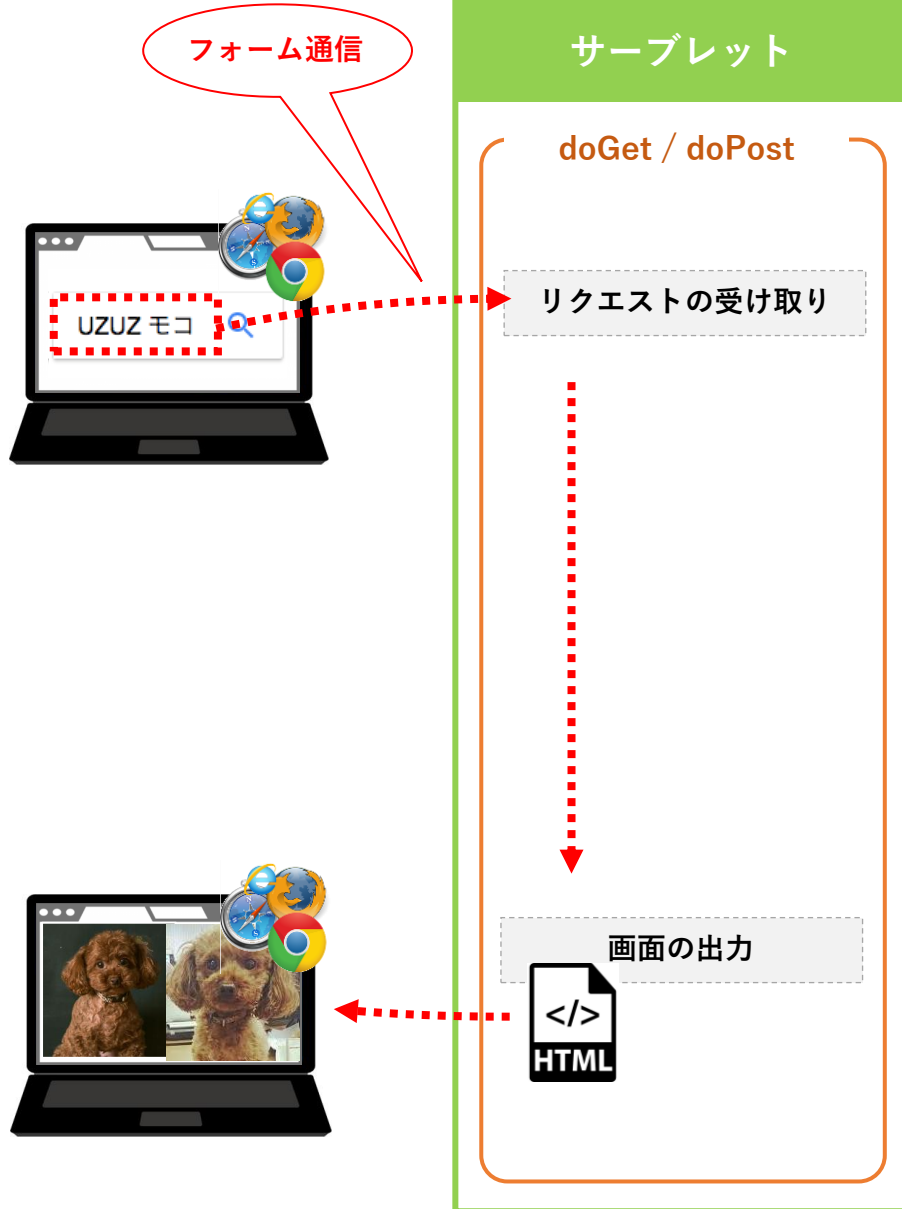 フォーム通信
サーブレット
doGet / doPost
リクエストの受け取り
UZUZ モコ
画面の出力
</>
HTML